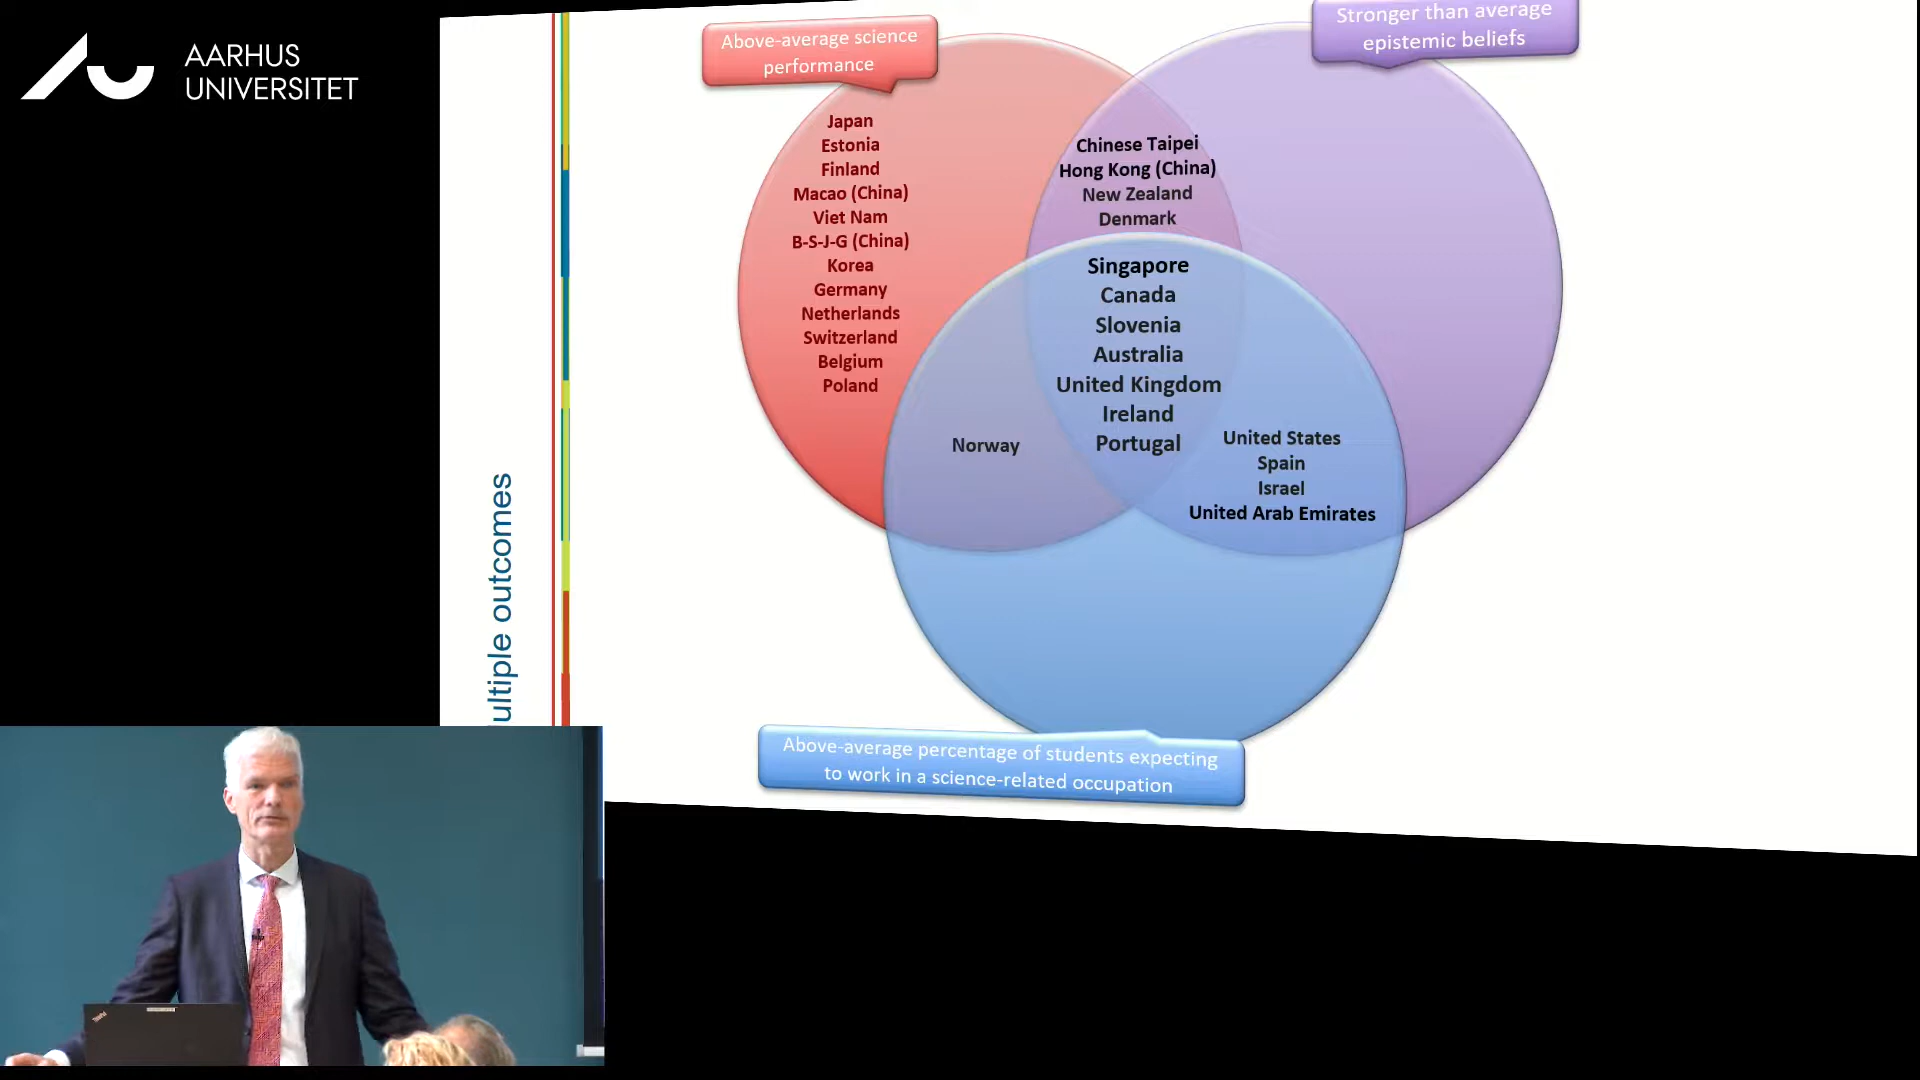 AARHUS
UNIVERSITET
ultiple outcomes
Above-average science
performance
Stronger than average
epistemic beliefs
Japan
Estonia
Finland
Macao (China)
Viet Nam
B-S-J-G (China)
Korea
Germany
Netherlands
Switzerland
Belgium
Poland
Chinese Taipei
Hong Kong (China)
New Zealand
Denmark
Singapore
Canada
Slovenia
Australia
United Kingdom
Ireland
Portugal
Norway
United States
Spain
Israel
United Arab Emirates
Above-average percentage of students expecting
to work in a science-related occupation
ThinkPad